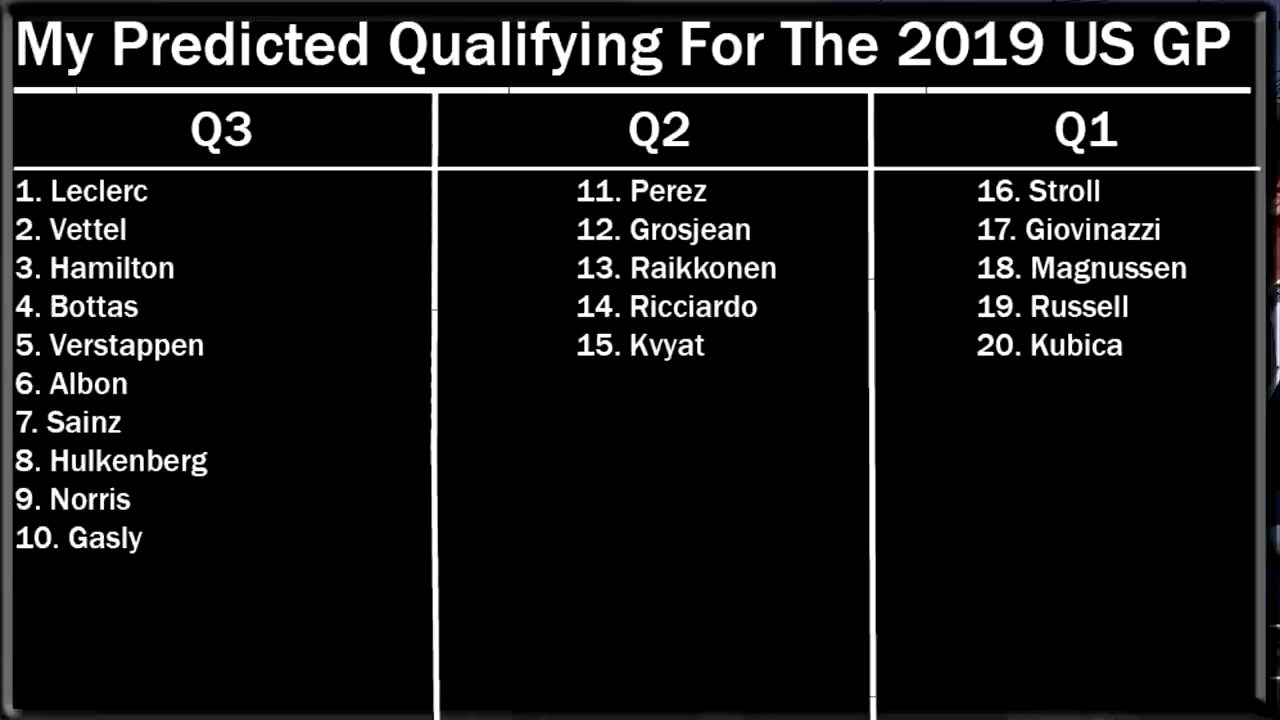 My Predicted Qualifying For The 2019 US GP
Q3
1. Leclerc
2. Vettel
3. Hamilton
4. Bottas
5. Verstappen
6. Albon
7. Sainz
8. Hulkenberg
9. Norris
10. Gasly
Q2
11. Perez
12. Grosjean
13. Raikkonen
14. Ricciardo
15. Kvyat
Q1
16. Stroll
17. Giovinazzi
18. Magnussen
19. Russell
20. Kubica